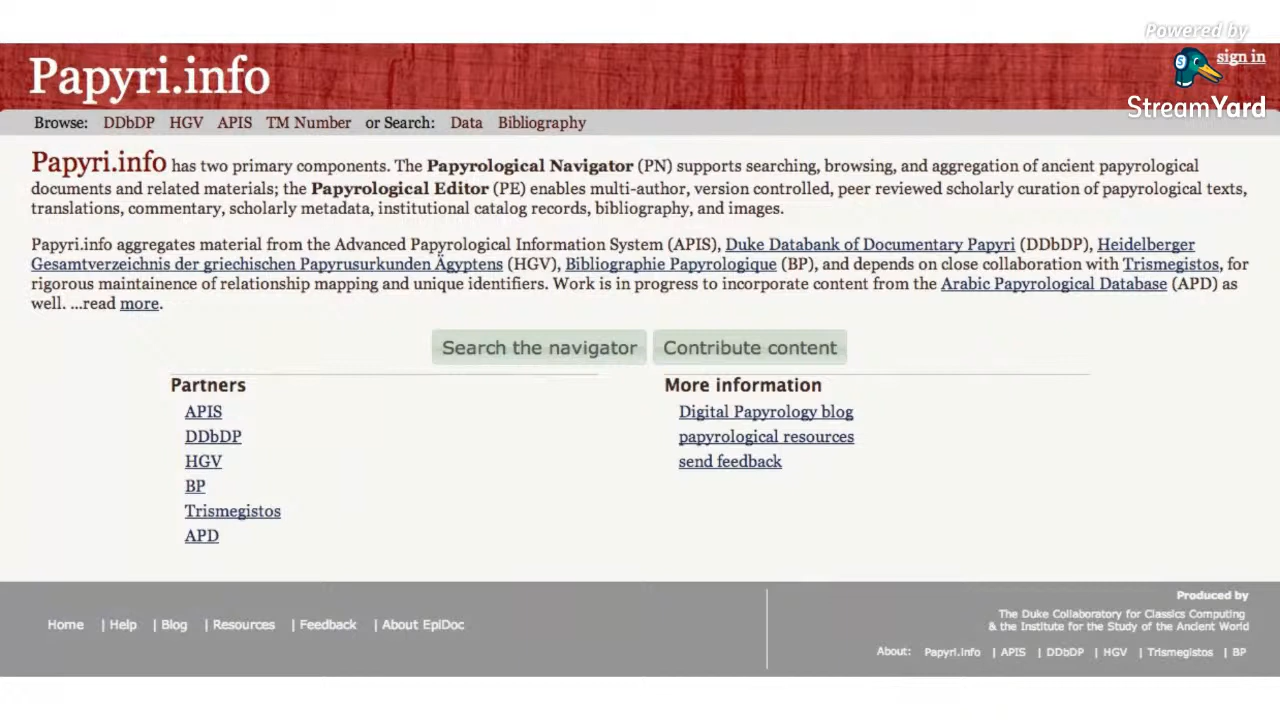 Powered by
StreamYard
Papyri.info
sign in
Browse: DDbDP HGV APIS TM Number or Search: Data Bibliography
Papyri.info has two primary components. The Papyrological Navigator (PN) supports searching, browsing, and aggregation of ancient papyrological
documents and related materials; the Papyrological Editor (PE) enables multi-author, version controlled, peer reviewed scholarly curation of papyrological texts,
translations, commentary, scholarly metadata, institutional catalog records, bibliography, and images.
Papyri.info aggregates material from the Advanced Papyrological Information System (APIS), Duke Databank of Documentary Papyri (DDbDP), Heidelberger
Gesamtverzeichnis der griechischen Papyrusurkunden Ägyptens (HGV), Bibliographie Papyrologique (BP), and depends on close collaboration with Trismegistos, for
rigorous maintainence of relationship mapping and unique identifiers. Work is in progress to incorporate content from the Arabic Papyrological Database (APD) as
well. ...read more.
Search the navigator Contribute content
Partners
APIS
DDbDP
HGV
BP
Trismegistos
APD
More information
Digital Papyrology blog
papyrological resources
send feedback
Home | Help | Blog | Resources | Feedback | About EpiDoc
Produced by
The Duke Collaboratory for Classics Computing
& the Institute for the Study of the Ancient World
About: Papyri.info | APIS | DDbDP | HGV | Trismegistos | BP